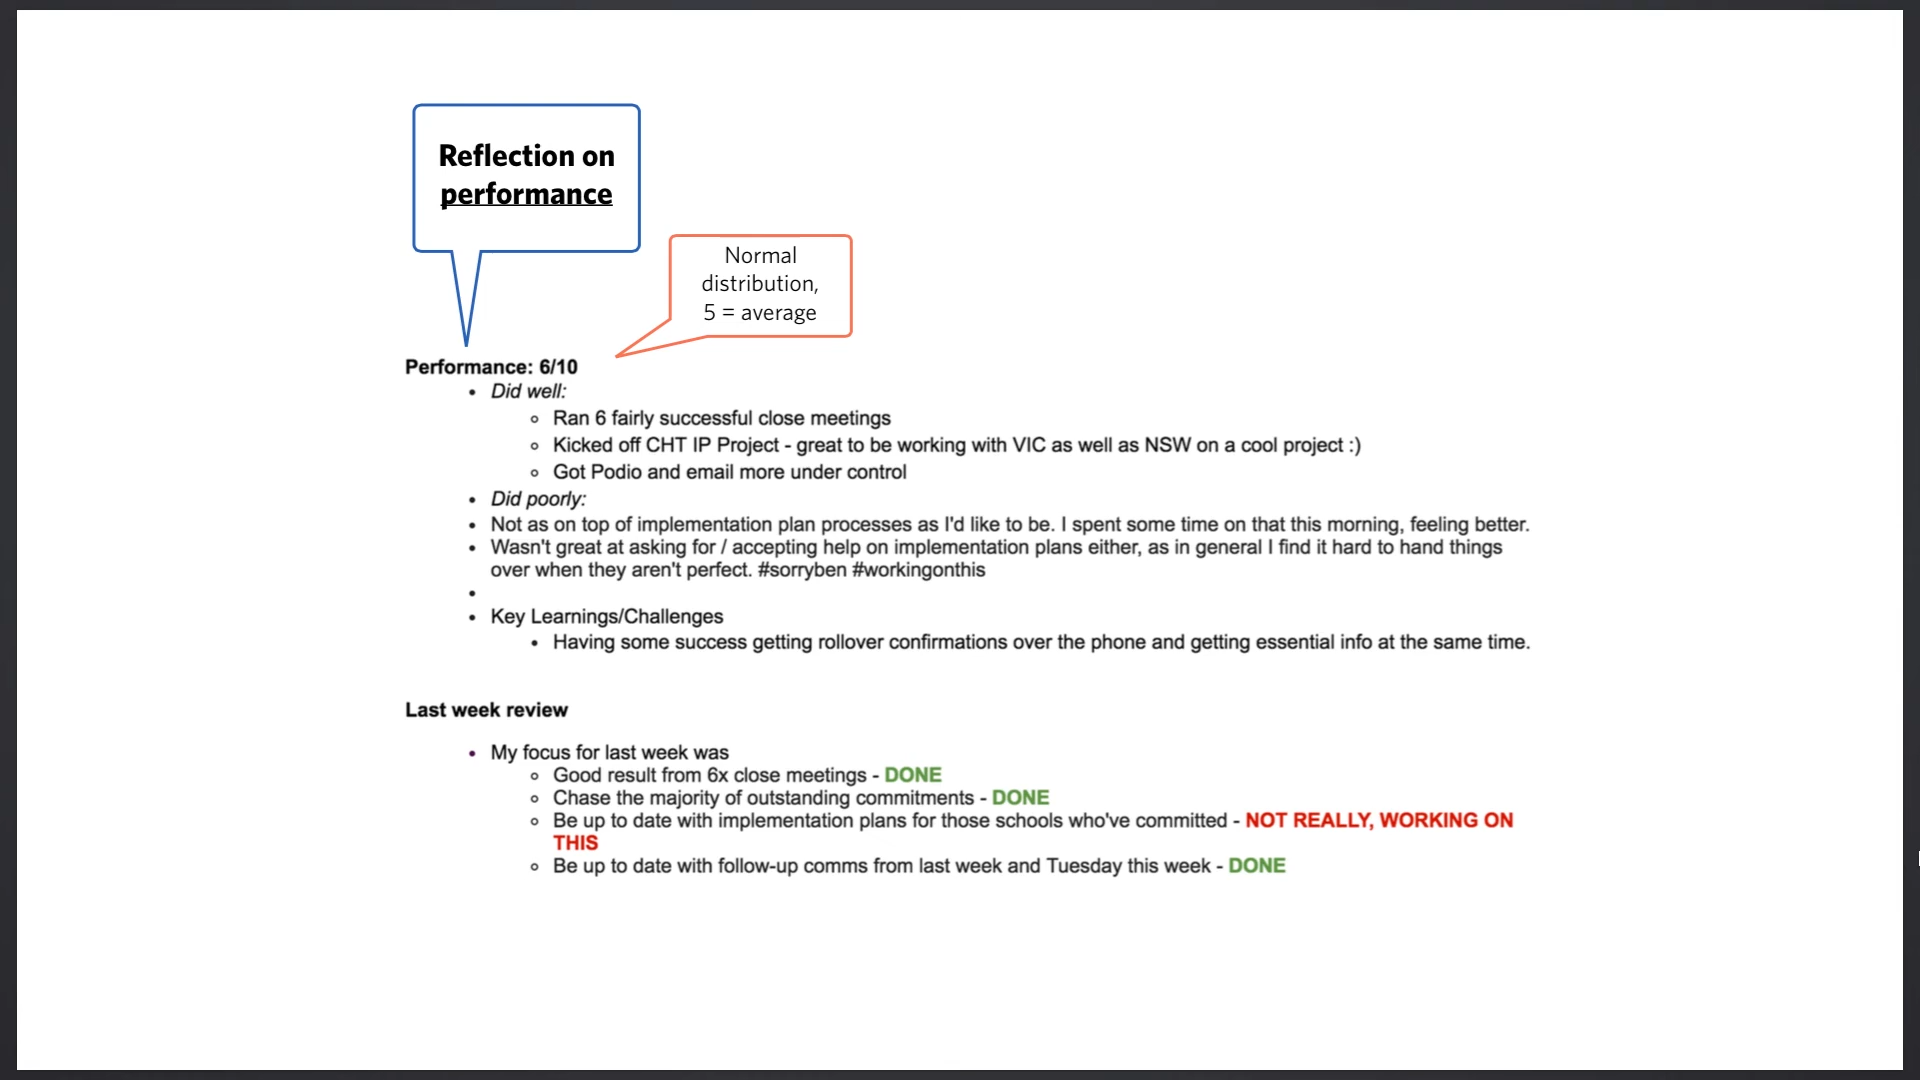 Reflection on
performance
Normal
distribution,
5 = average
Performance: 6/10
• Did well:
◦ Ran 6 fairly successful close meetings
◦ Kicked off CHT IP Project - great to be working with VIC as well as NSW on a cool project :)
◦ Got Podio and email more under control
• Did poorly:
• Not as on top of implementation plan processes as I'd like to be. I spent some time on that this morning, feeling better.
• Wasn't great at asking for / accepting help on implementation plans either, as in general I find it hard to hand things
over when they aren't perfect. #sorryben #workingonthis
•
• Key Learnings/Challenges
• Having some success getting rollover confirmations over the phone and getting essential info at the same time.
Last week review
• My focus for last week was
◦ Good result from 6x close meetings - DONE
◦ Chase the majority of outstanding commitments - DONE
◦ Be up to date with implementation plans for those schools who've committed - NOT REALLY, WORKING ON
THIS
◦ Be up to date with follow-up comms from last week and Tuesday this week - DONE